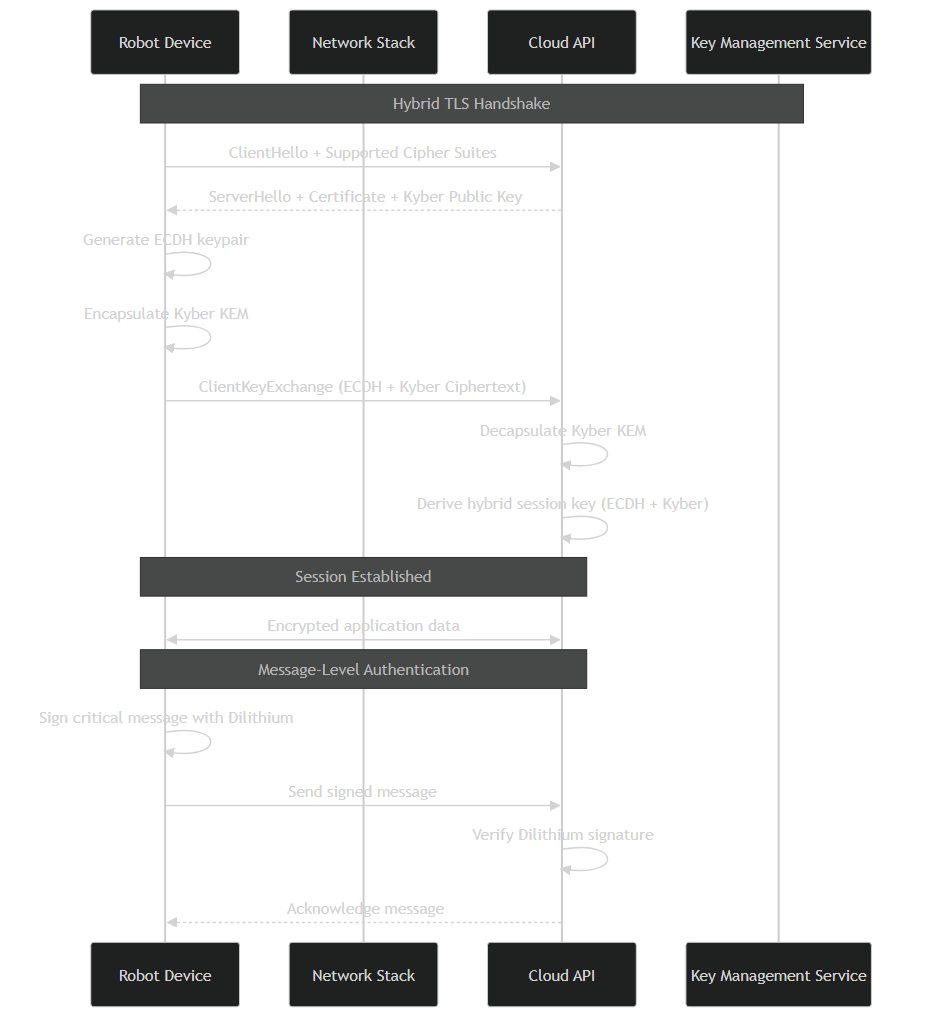 Robot Device
Network Stack
Cloud API
Key Management Service
Hybrid TLS Handshake
ClientHello + Supported Cipher Suites
ServerHello + Certificate + Kyber Public Key
Generate ECDH keypair
Encapsulate Kyber KEM
ClientKeyExchange (ECDH + Kyber Ciphertext)
Decapsulate Kyber KEM
Derive hybrid session key (ECDH + Kyber)
Session Established
Encrypted application data
Message-Level Authentication
Sign critical message with Dilithium
Send signed message
Verify Dilithium signature
Acknowledge message
Robot Device
Network Stack
Cloud API
Key Management Service